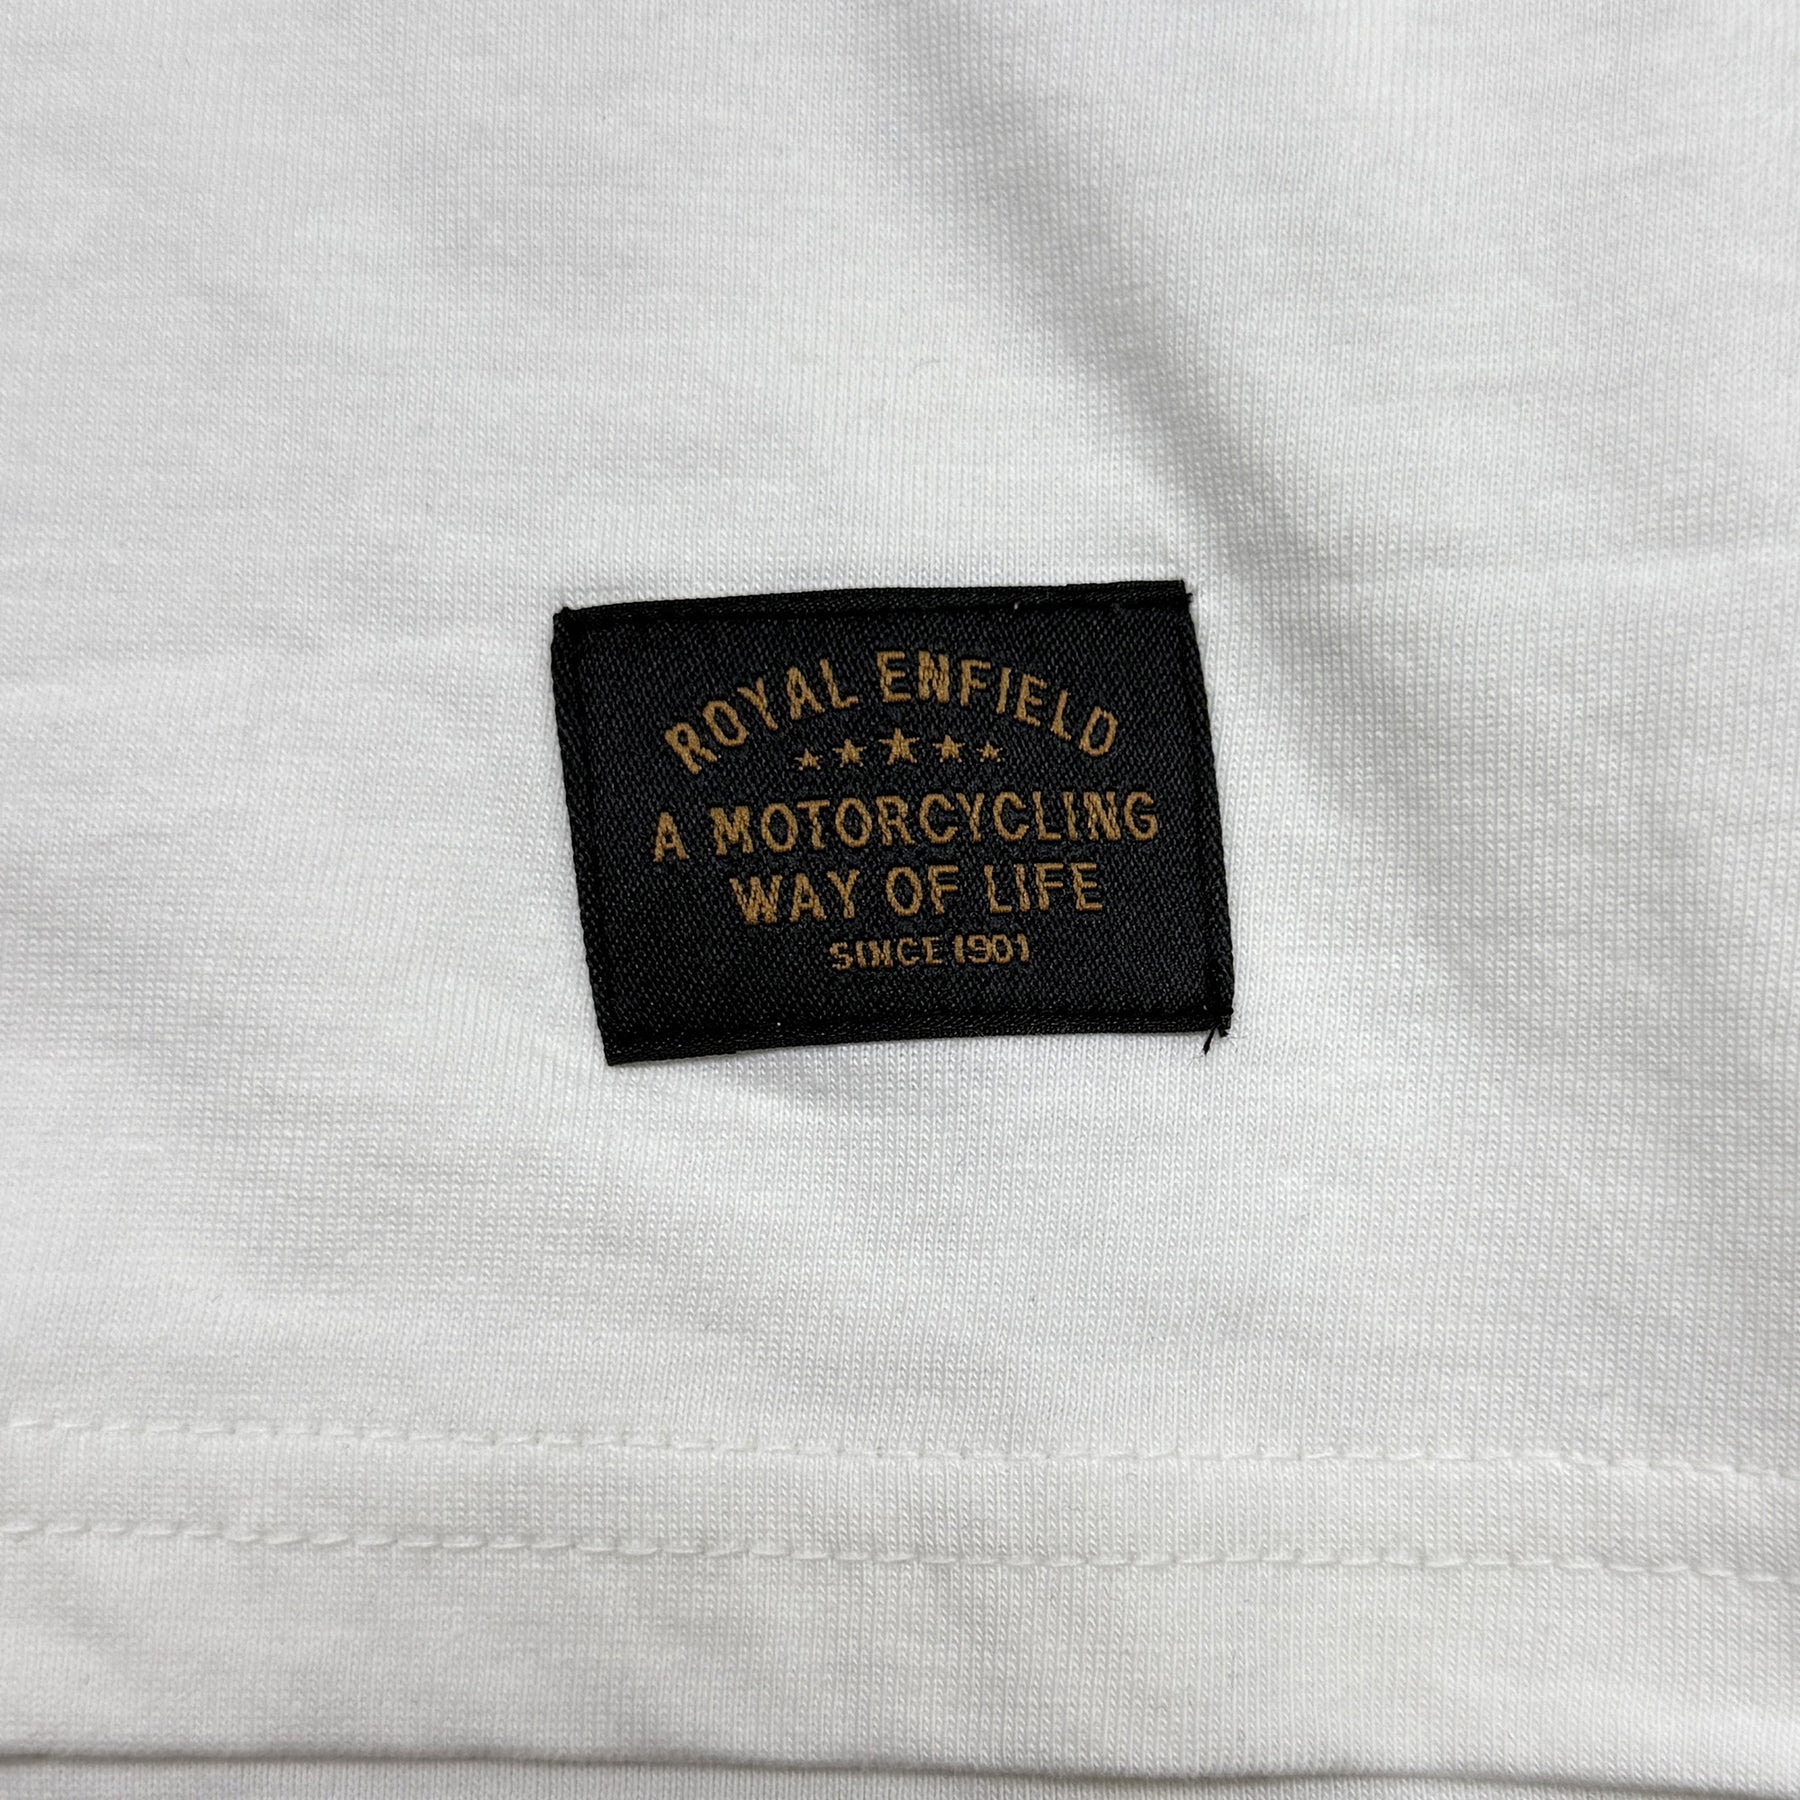 ROYAL ENFIELD
A MOTORCYCLING
WAY OF LIFE
SINCE 1901